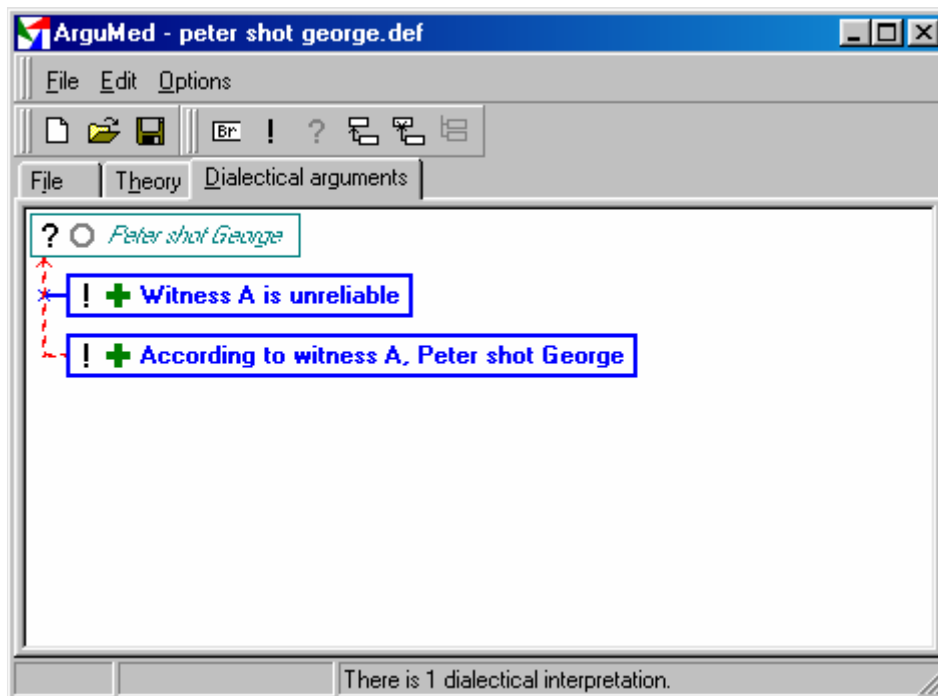 ArguMed - peter shot george.def
File Edit Options
Br ! ?
File Theory Dialectical arguments
? Peter shot George
! Witness A is unreliable
! According to witness A, Peter shot George
There is 1 dialectical interpretation.